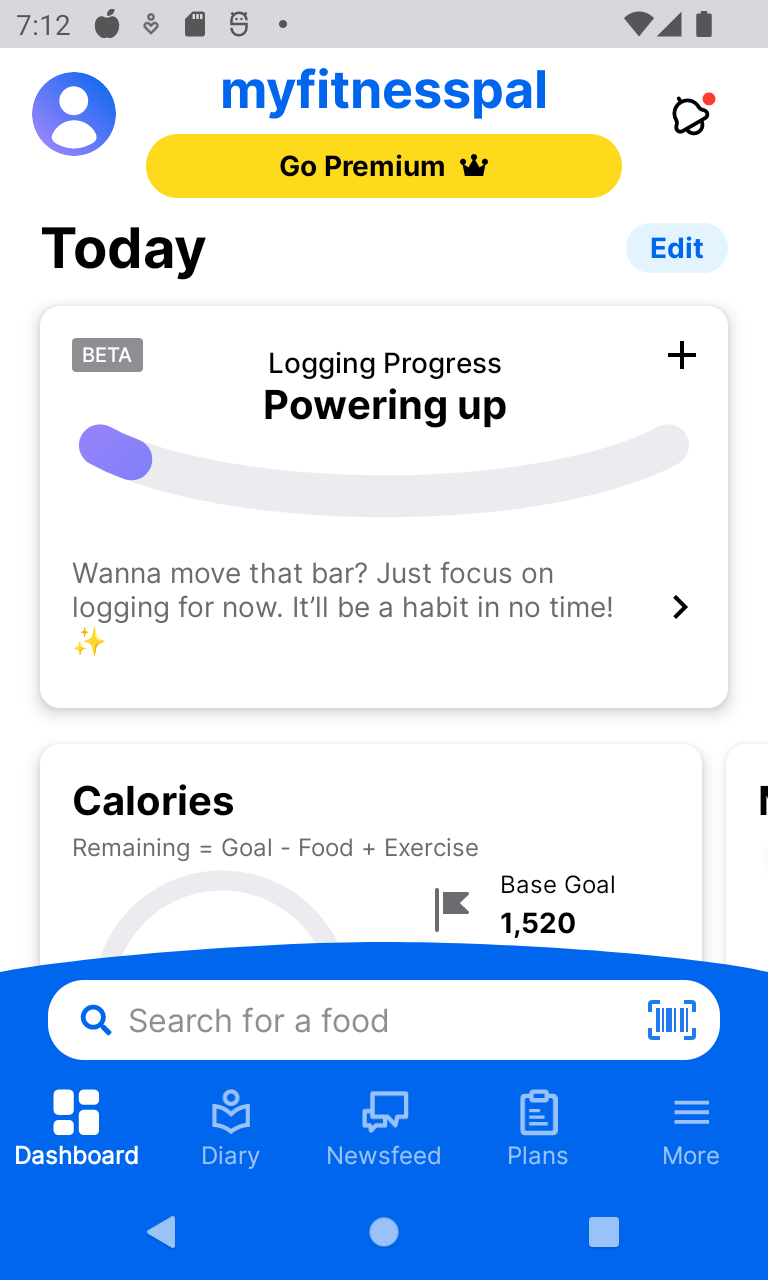 7:12
myfitnesspal
Go Premium
Today
Edit
BETA
Logging Progress
Powering up
Wanna move that bar? Just focus on
logging for now. It’ll be a habit in no time!
✨
Calories
Remaining = Goal - Food + Exercise
Base Goal
1,520
Search for a food
Dashboard
Diary
Newsfeed
Plans
More